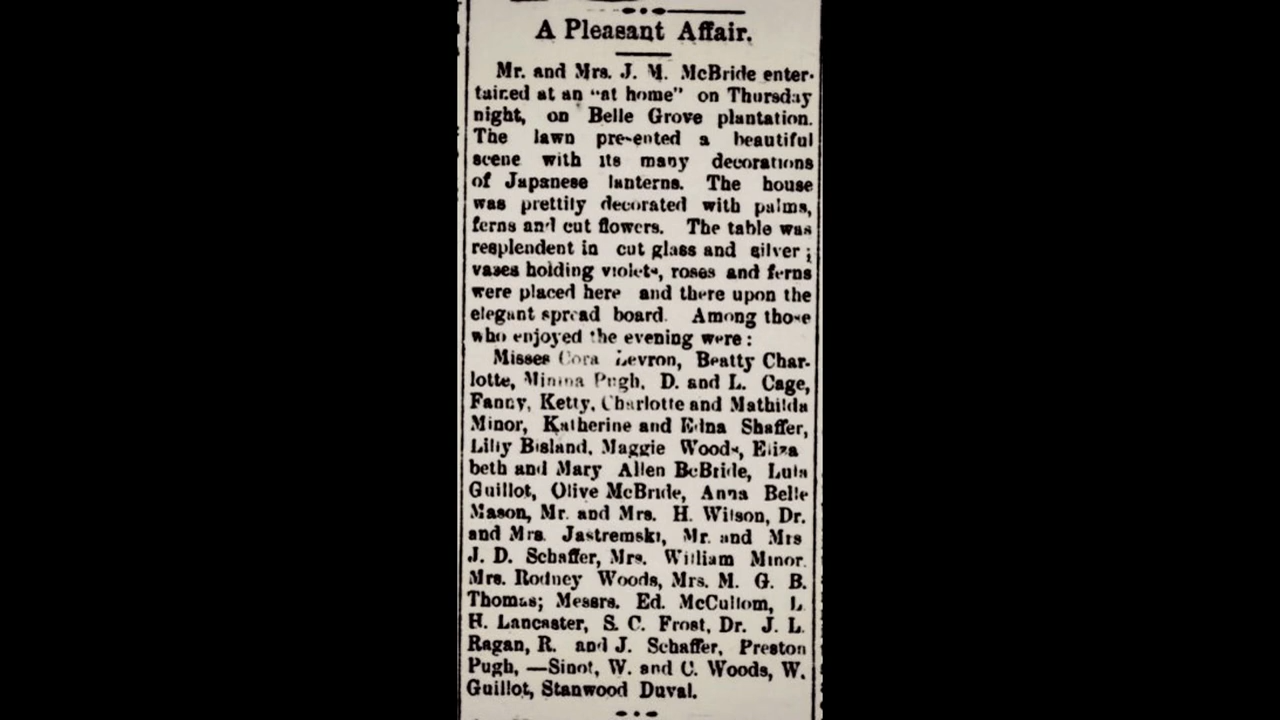 A Pleasant Affair.
Mr. and Mrs. J. M. McBride enter-
tained at an "at home" on Thursday
night, on Belle Grove plantation.
The lawn presented a beautiful
scene with its many decorations
of Japanese lanterns. The house
was prettily decorated with palms,
ferns and cut flowers. The table was
resplendent in cut glass and silver;
vases holding violets, roses and ferns
were placed here and there upon the
elegant spread board. Among those
who enjoyed the evening were:
Misses Cora Levron, Beatty Char-
lotte, Minina Pugh, D. and L. Cage,
Fanny, Ketty, Charlotte and Mathilda
Minor, Katherine and Edna Shaffer,
Lilly Bisland, Maggie Woods, Eliza
beth and Mary Allen BcBride, Lula
Guillot, Olive McBride, Anna Belle
Mason, Mr. and Mrs. H. Wilson, Dr.
and Mrs. Jastremski, Mr. and Mrs
J. D. Schaffer, Mrs. William Minor.
Mrs. Rodney Woods, Mrs. M. G. B.
Thomas; Messrs. Ed. McCullom, L.
H. Lancaster, S. C. Frost, Dr. J. L.
Ragan, R. and J. Schaffer, Preston
Pugh, —Sinot, W. and C. Woods, W.
Guillot, Stanwood Duval.